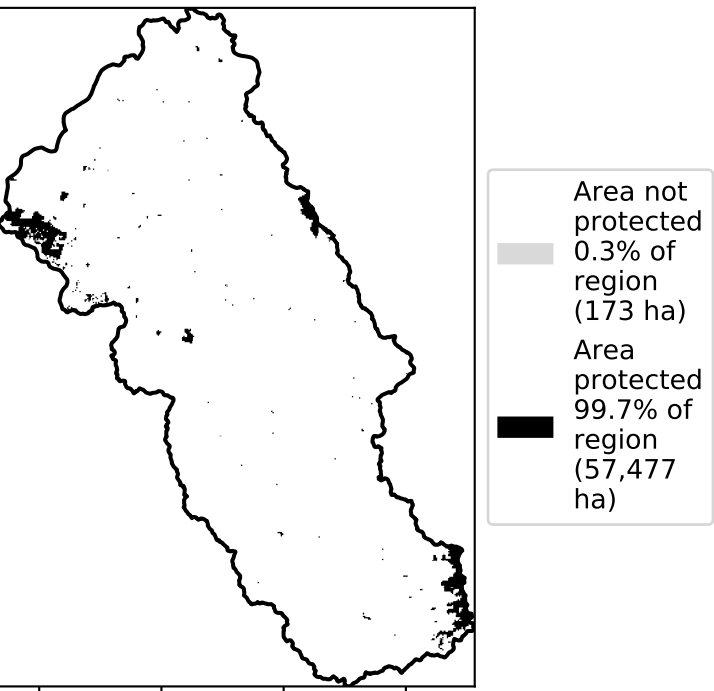 Area not
protected
0.3% of
region
(173 ha)
Area
protected
99.7% of
region
(57,477
ha)